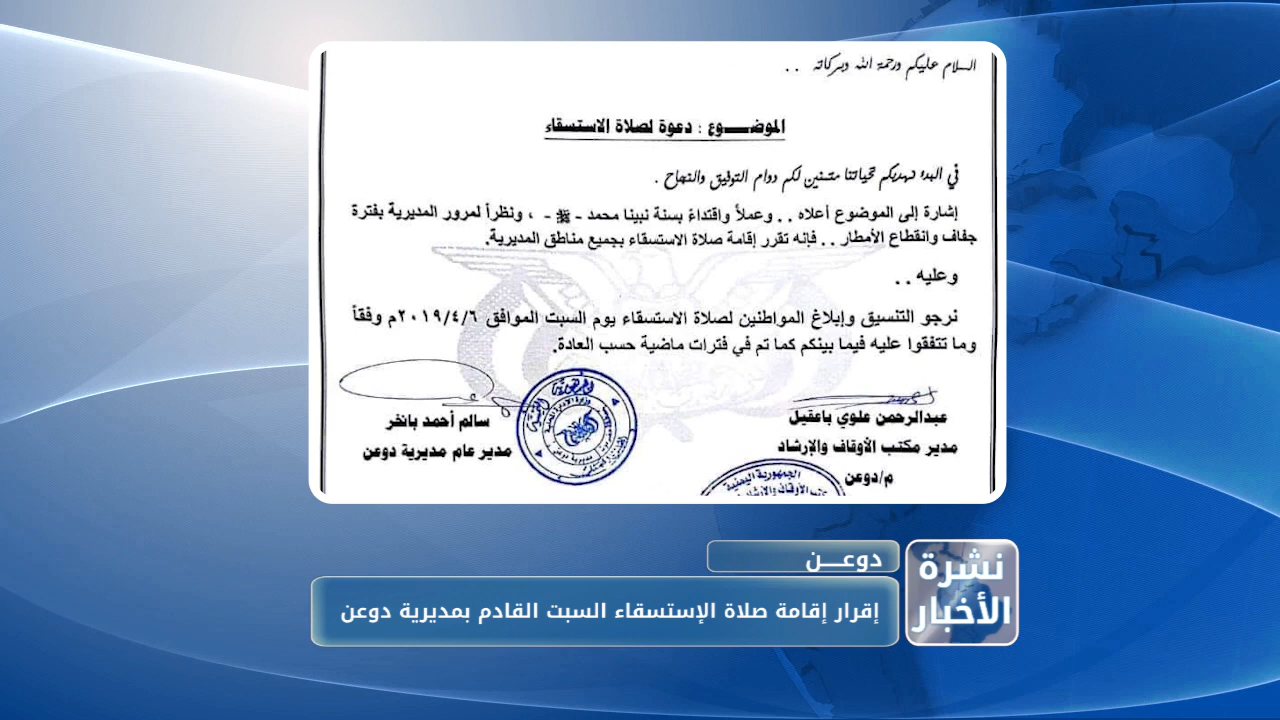 السلام عليكم ورحمة الله وبركاته . .
الموضـــــوع : دعوة لصلاة الاستسقاء
في البدء نهديكم تحياتنا متمنين لكم دوام التوفيق والنجاح .
إشارة إلى الموضوع أعلاه . . وعملاً واقتداءً بسنة نبينا محمد - ﷺ - ، ونظراً لمرور المديرية بفترة
جفاف وانقطاع الأمطار . . فإنه تقرر إقامة صلاة الاستسقاء بجميع مناطق المديرية.
وعليه . .
نرجو التنسيق وإبلاغ المواطنين لصلاة الاستسقاء يوم السبت الموافق ٢٠١٩/٤/٦م وفقاً
وما تتفقوا عليه فيما بينكم كما تم في فترات ماضية حسب العادة.
عبدالرحمن علوي باعقيل
مدير مكتب الأوقاف والإرشاد
م/دوعن
سالم أحمد بانخر
مدير عام مديرية دوعن
الجمهورية اليمنية
نشرة
الأخبار
دوعــــن
إقرار إقامة صلاة الإستسقاء السبت القادم بمديرية دوعن